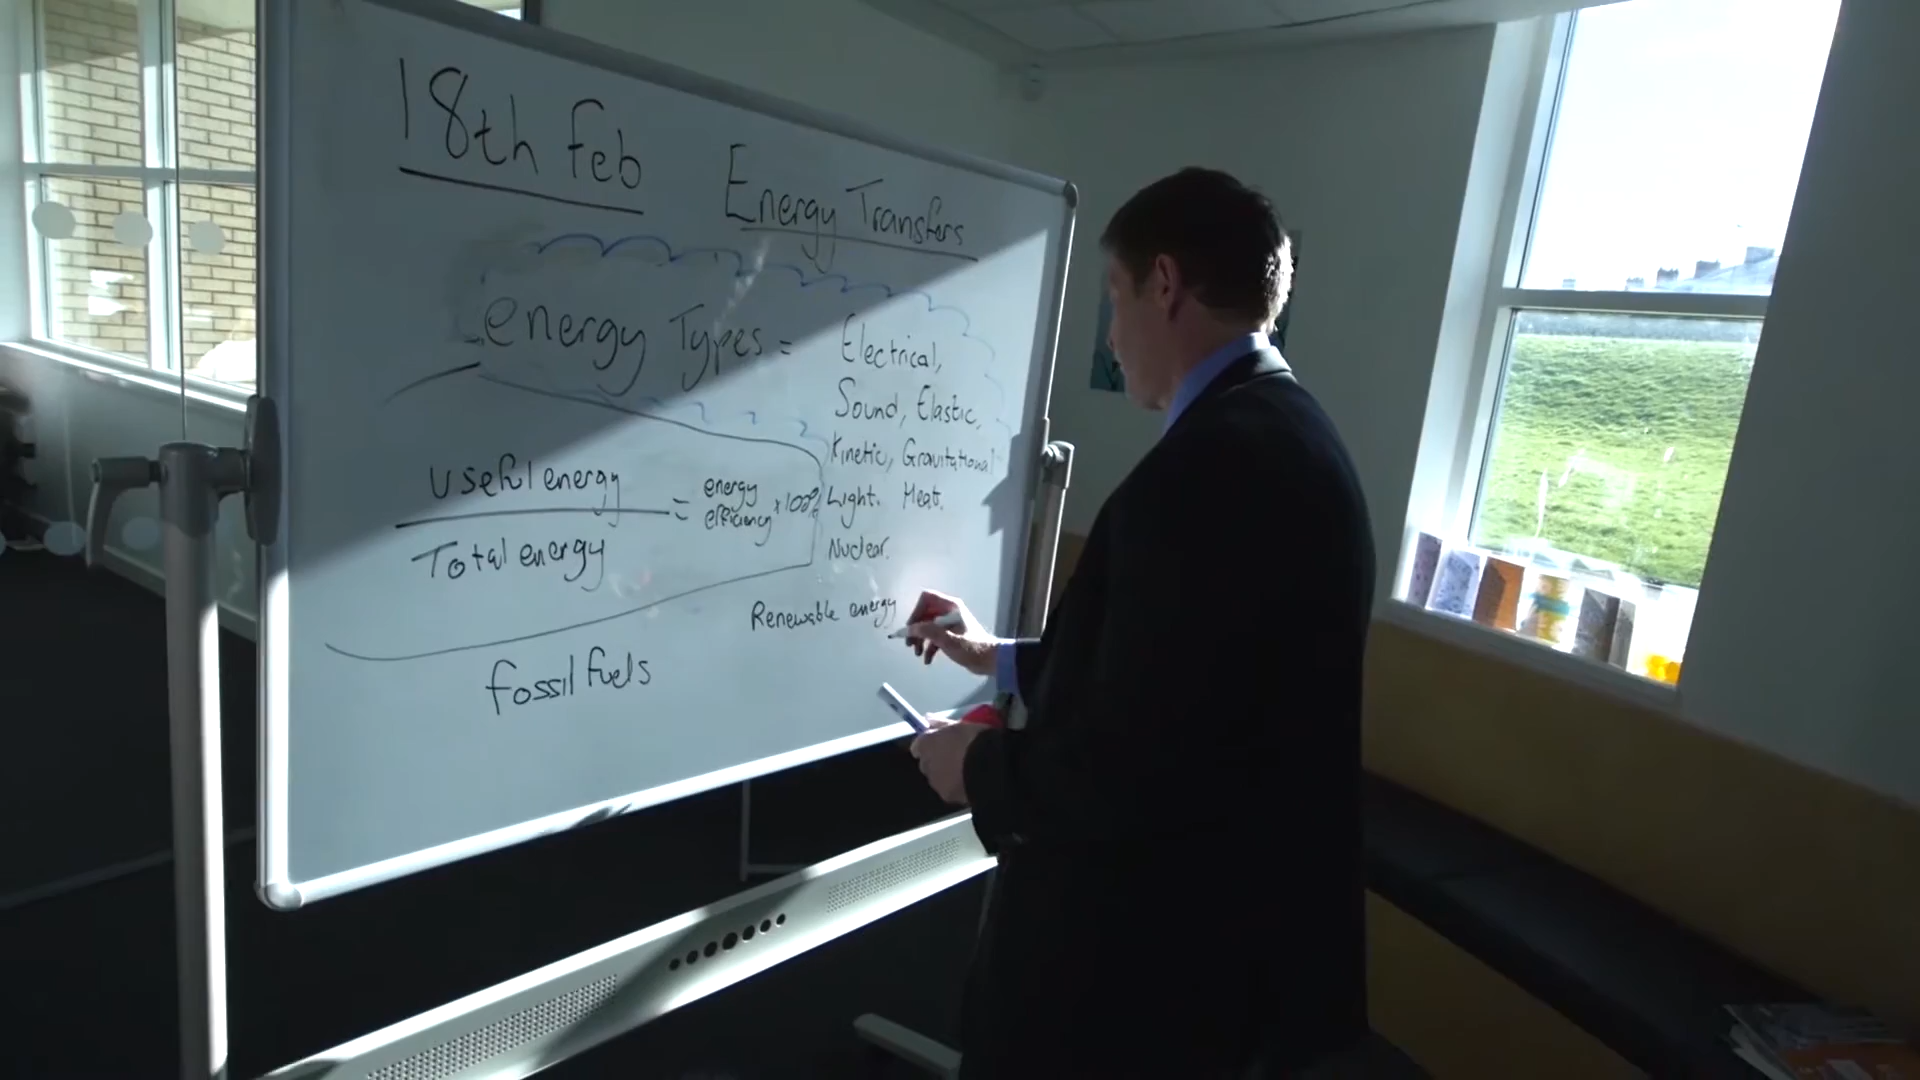 18th feb
Energy Transfers
energy Types = Electrical,
Sound, Elastic,
Kinetic, Gravitational
Light. Heat.
Nuclear.
Useful energy
Total energy
= energy efficiency × 100%
Renewable energy
fossil fuels